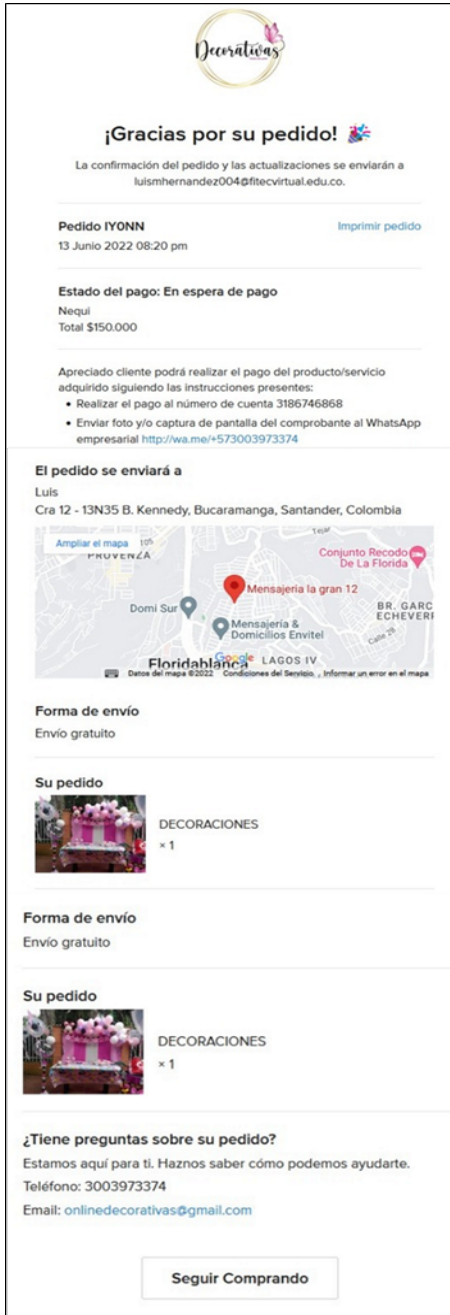 Decorativas
¡Gracias por su pedido! 🎉
La confirmación del pedido y las actualizaciones se enviarán a
luismhernandez004@fitecvirtual.edu.co.
Pedido IY0NN
Imprimir pedido
13 Junio 2022 08:20 pm
Estado del pago: En espera de pago
Nequi
Total $150.000
Apreciado cliente podrá realizar el pago del producto/servicio
adquirido siguiendo las instrucciones presentes:
• Realizar el pago al número de cuenta 3186746868
• Enviar foto y/o captura de pantalla del comprobante al WhatsApp
empresarial http://wa.me/+573003973374
El pedido se enviará a
Luis
Cra 12 - 13N35 B. Kennedy, Bucaramanga, Santander, Colombia
Ampliar el mapa
105
Tejar
PROVENZA
Conjunto Recodo
De La Florida
Mensajeria la gran 12
Domi Sur
BR. GARC
ECHEVERI
Mensajería &
Domicilios Envitel
Calle 28
Google
Floridablanca
LAGOS IV
Datos del mapa ©2022
Condiciones del Servicio
Informar un error en el mapa
Forma de envío
Envío gratuito
Su pedido
DECORACIONES
× 1
Forma de envío
Envío gratuito
Su pedido
DECORACIONES
× 1
¿Tiene preguntas sobre su pedido?
Estamos aquí para ti. Haznos saber cómo podemos ayudarte.
Teléfono: 3003973374
Email: onlinedecorativas@gmail.com
Seguir Comprando